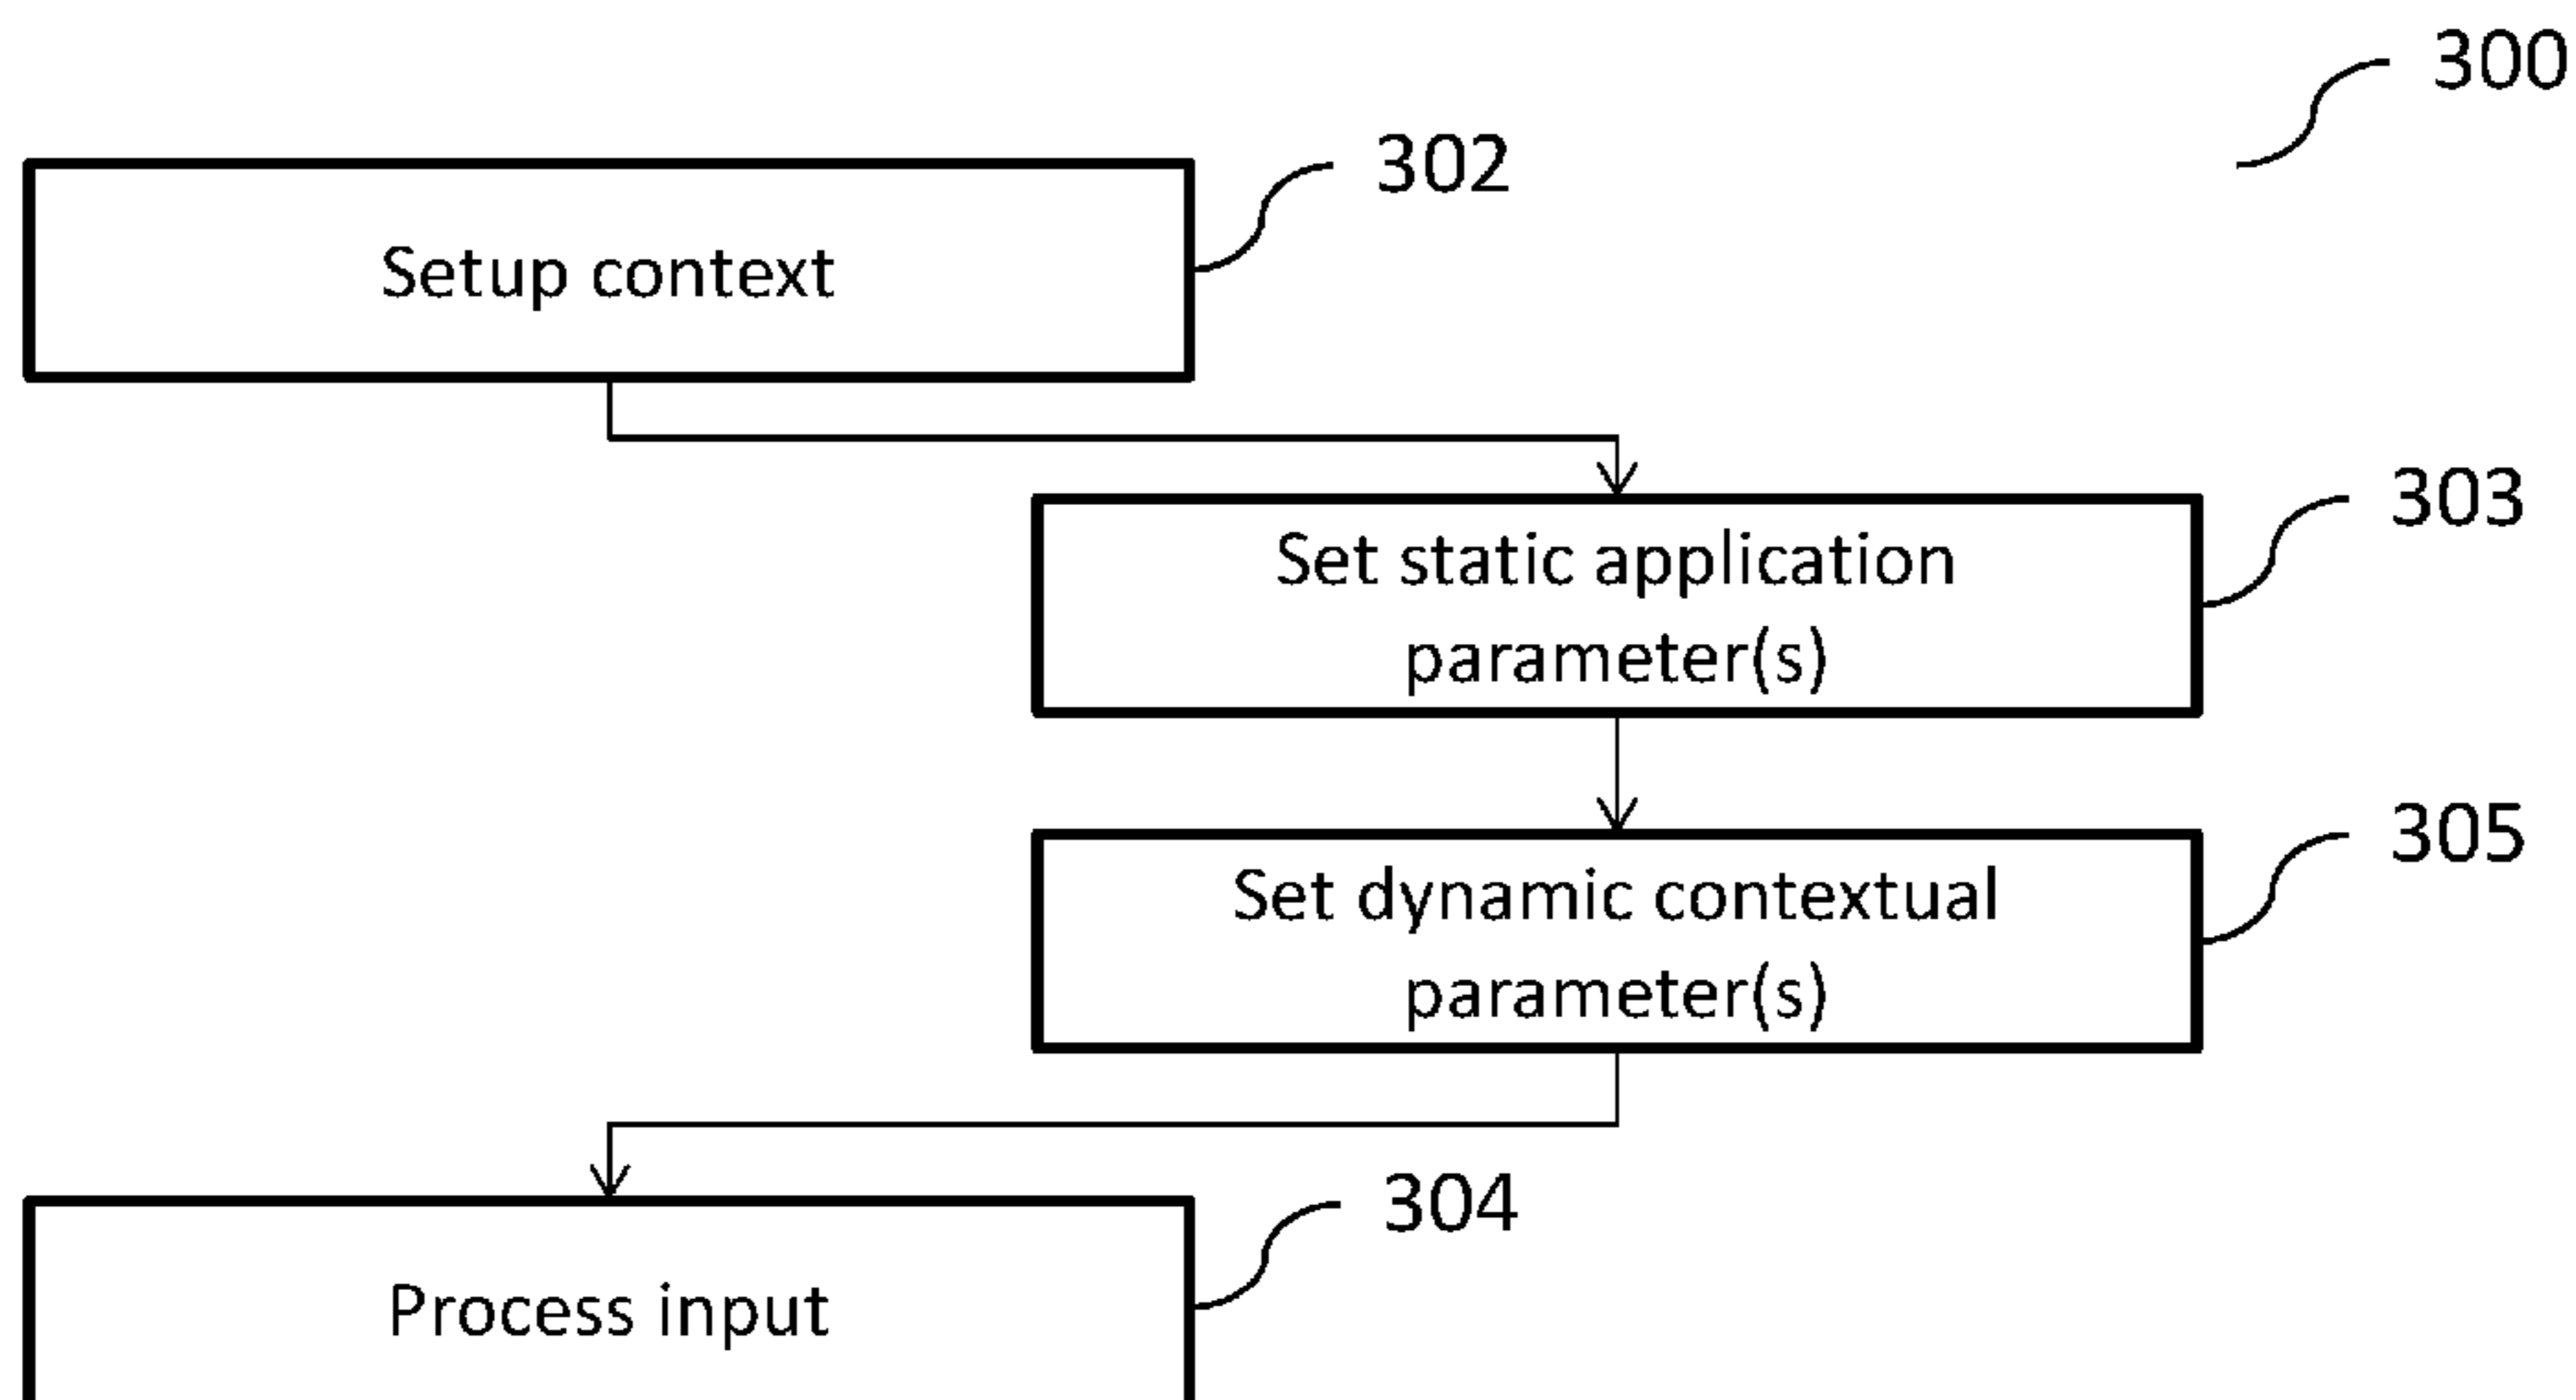 300
302
Setup context
303
Set static application
parameter(s)
305
Set dynamic contextual
parameter(s)
304
Process input